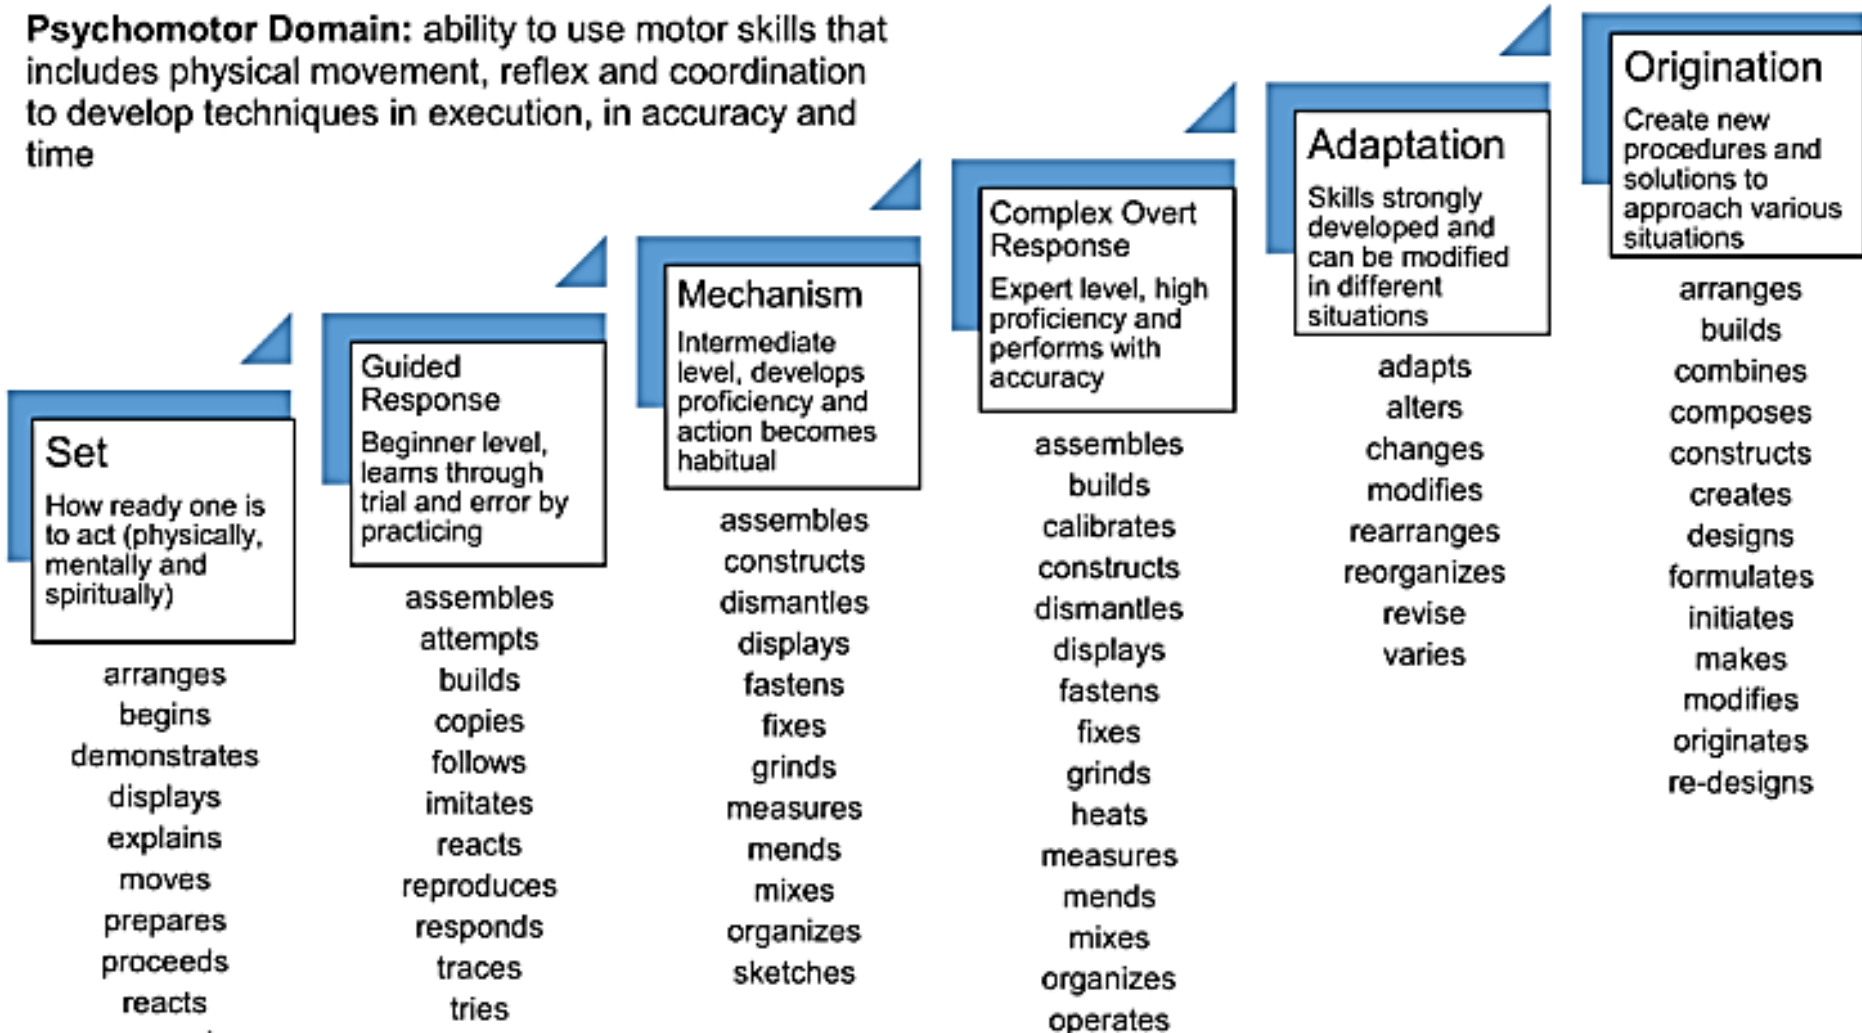 Psychomotor Domain: ability to use motor skills that
includes physical movement, reflex and coordination
to develop techniques in execution, in accuracy and
time
Set
How ready one is
to act (physically,
mentally and
spiritually)
arranges
begins
demonstrates
displays
explains
moves
prepares
proceeds
reacts
Guided
Response
Beginner level,
learns through
trial and error by
practicing
assembles
attempts
builds
copies
follows
imitates
reacts
reproduces
responds
traces
tries
Mechanism
Intermediate
level, develops
proficiency and
action becomes
habitual
assembles
constructs
dismantles
displays
fastens
fixes
grinds
measures
mends
mixes
organizes
sketches
Complex Overt
Response
Expert level, high
proficiency and
performs with
accuracy
assembles
builds
calibrates
constructs
dismantles
displays
fastens
fixes
grinds
heats
measures
mends
mixes
organizes
operates
Adaptation
Skills strongly
developed and
can be modified
in different
situations
adapts
alters
changes
modifies
rearranges
reorganizes
revise
varies
Origination
Create new
procedures and
solutions to
approach various
situations
arranges
builds
combines
composes
constructs
creates
designs
formulates
initiates
makes
modifies
originates
re-designs